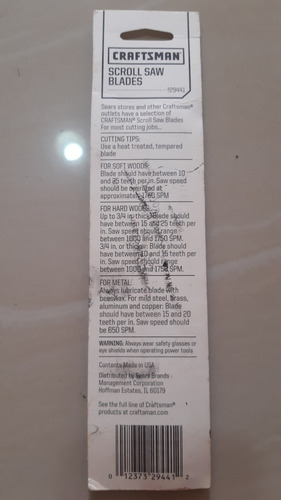 CRAFTSMAN®
SCROLL SAW
BLADES
Sears stores and other Craftsman®
outlets have a selection of
CRAFTSMAN® Scroll Saw Blades
For most cutting jobs...
CUTTING TIPS:
Use a heat treated, tampered
blade
FOR SOFT WOODS:
Blade should have between 10
and 25 teeth per in. Saw speed
should be operated at
approximately 1750 SPM
FOR HARD WOODS:
Up to 3/4 in. thick: Blade should
have between 15 and 25 teeth per
in. Saw speed should range
between 1600 and 1750 SPM.
3/4 in. or thicker: Blade should
have between 10 and 15 teeth per
in. Saw speed should range
between 1000 and 1750 SPM.
FOR METAL:
Always lubricate blade with
beeswax. For mild steel, brass,
aluminum and copper: Blade
should have between 15 and 20
teeth per in. Saw speed should
be 650 SPM.
WARNING: Always wear safety glasses or
eye shields when operating power tools
Contents Made in USA
Distributed by Sears Brands
Management Corporation
Hoffman Estates, IL 60179
See the full line of Craftsman®
products at craftsman.com
0 12373 29441 2